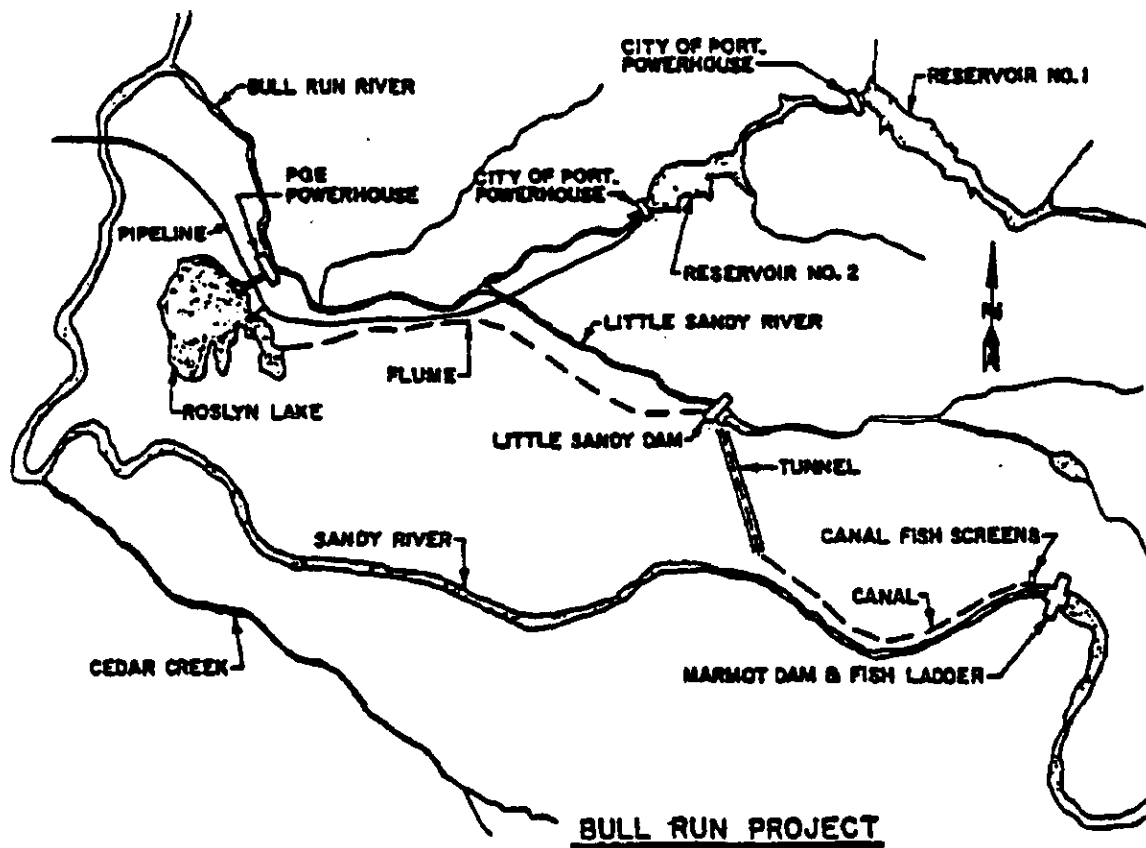 CITY OF PORT.
POWERHOUSE
RESERVOIR NO. 1
BULL RUN RIVER
PGE
POWERHOUSE
CITY OF PORT.
POWERHOUSE
PIPELINE
RESERVOIR NO. 2
N
LITTLE SANDY RIVER
FLUME
ROSLYN LAKE
LITTLE SANDY DAM
TUNNEL
SANDY RIVER
CANAL FISH SCREENS
CANAL
CEDAR CREEK
MARMOT DAM & FISH LADDER
BULL RUN PROJECT